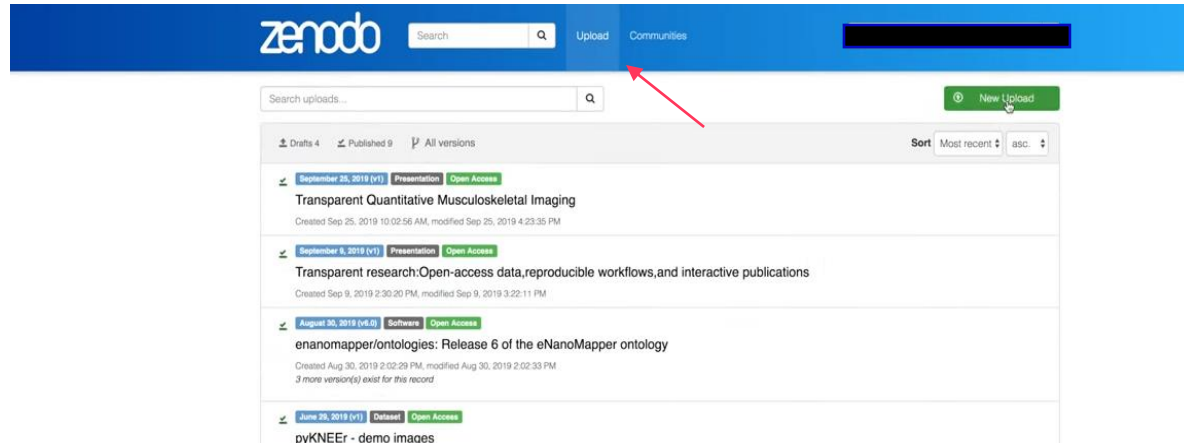 zenodo Search Upload Communities
Search uploads... New Upload
Drafts 4 Published 9 All versions Sort Most recent asc.
September 25, 2019 (v1) Presentation Open Access
Transparent Quantitative Musculoskeletal Imaging
Created Sep 25, 2019 10:02:56 AM, modified Sep 25, 2019 4:23:35 PM
September 9, 2019 (v1) Presentation Open Access
Transparent research:Open-access data,reproducible workflows,and interactive publications
Created Sep 9, 2019 2:30:20 PM, modified Sep 9, 2019 3:22:11 PM
August 30, 2019 (v6.0) Software Open Access
enanomapper/ontologies: Release 6 of the eNanoMapper ontology
Created Aug 30, 2019 2:02:29 PM, modified Aug 30, 2019 2:02:33 PM
3 more version(s) exist for this record
June 29, 2019 (v1) Dataset Open Access
pyKNEEr - demo images